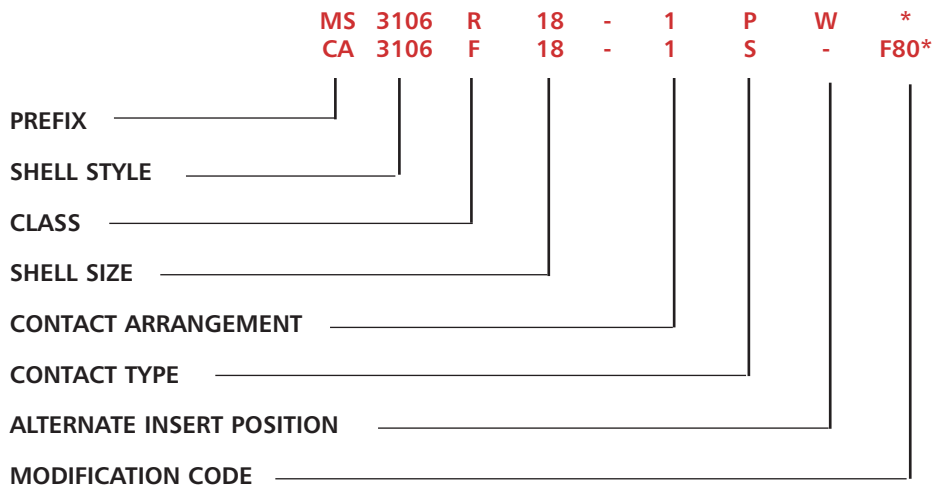 MS 3106 R 18 - 1 P W *
CA 3106 F 18 - 1 S - F80*
PREFIX
SHELL STYLE
CLASS
SHELL SIZE
CONTACT ARRANGEMENT
CONTACT TYPE
ALTERNATE INSERT POSITION
MODIFICATION CODE